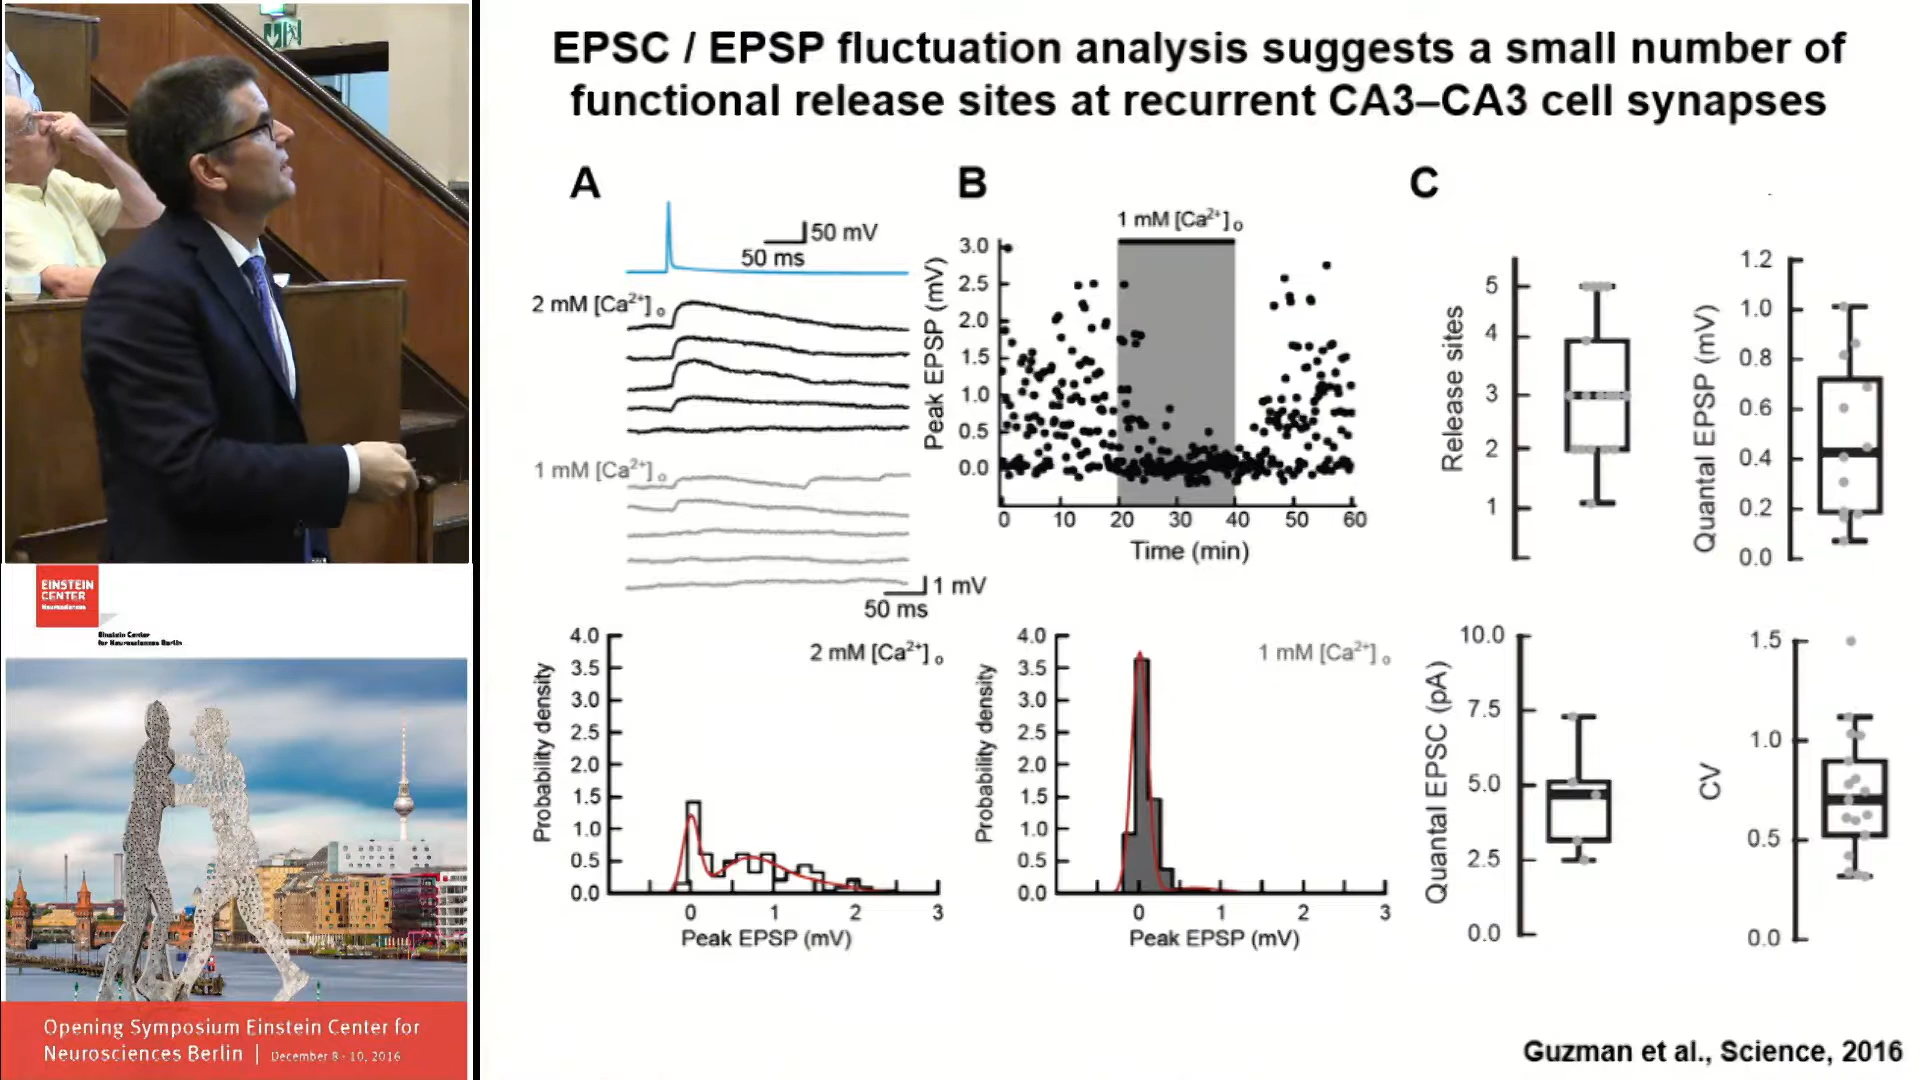 EPSC / EPSP fluctuation analysis suggests a small number of
functional release sites at recurrent CA3–CA3 cell synapses
A
50 mV
50 ms
2 mM [Ca²⁺]ₒ
1 mM [Ca²⁺]ₒ
1 mV
50 ms
B
1 mM [Ca²⁺]ₒ
Peak EPSP (mV)
3.0
2.5
2.0
1.5
1.0
0.5
0.0
0 10 20 30 40 50 60
Time (min)
C
Release sites
5
4
3
2
1
Quantal EPSP (mV)
1.2
1.0
0.8
0.6
0.4
0.2
0.0
Probability density
4.0
3.5
3.0
2.5
2.0
1.5
1.0
0.5
0.0
2 mM [Ca²⁺]ₒ
0 1 2 3
Peak EPSP (mV)
Probability density
4.0
3.5
3.0
2.5
2.0
1.5
1.0
0.5
0.0
1 mM [Ca²⁺]ₒ
0 1 2 3
Peak EPSP (mV)
Quantal EPSC (pA)
10.0
7.5
5.0
2.5
0.0
CV
1.5
1.0
0.5
0.0
Guzman et al., Science, 2016
EINSTEIN
CENTER
Neurosciences
Einstein Center
for Neurosciences Berlin
Opening Symposium Einstein Center for
Neurosciences Berlin | December 8 - 10, 2016